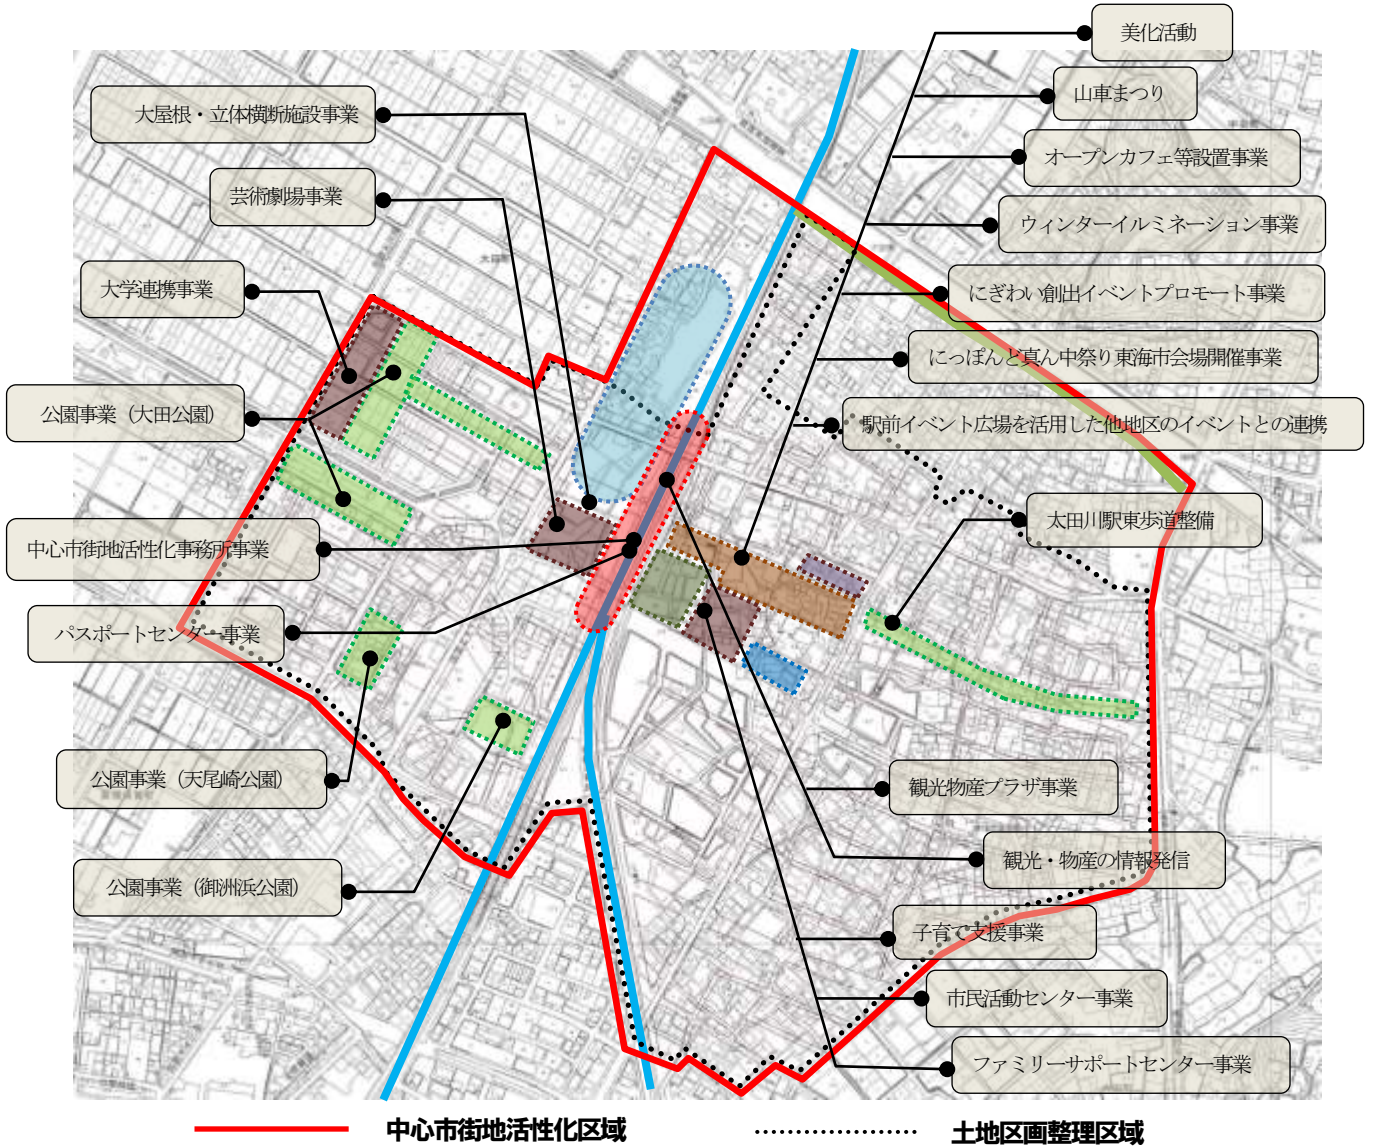 美化活動
山車まつり
大屋根・立体横断施設事業
オープンカフェ等設置事業
芸術劇場事業
ウィンターイルミネーション事業
大学連携事業
にぎわい創出イベントプロモート事業
にっぽんど真ん中祭り東海市会場開催事業
公園事業（大田公園）
駅前イベント広場を活用した他地区のイベントとの連携
太田川駅東歩道整備
中心市街地活性化事務所事業
パスポートセンター事業
公園事業（天尾崎公園）
観光物産プラザ事業
観光・物産の情報発信
公園事業（御洲浜公園）
子育て支援事業
市民活動センター事業
ファミリーサポートセンター事業
中心市街地活性化区域
土地区画整理区域